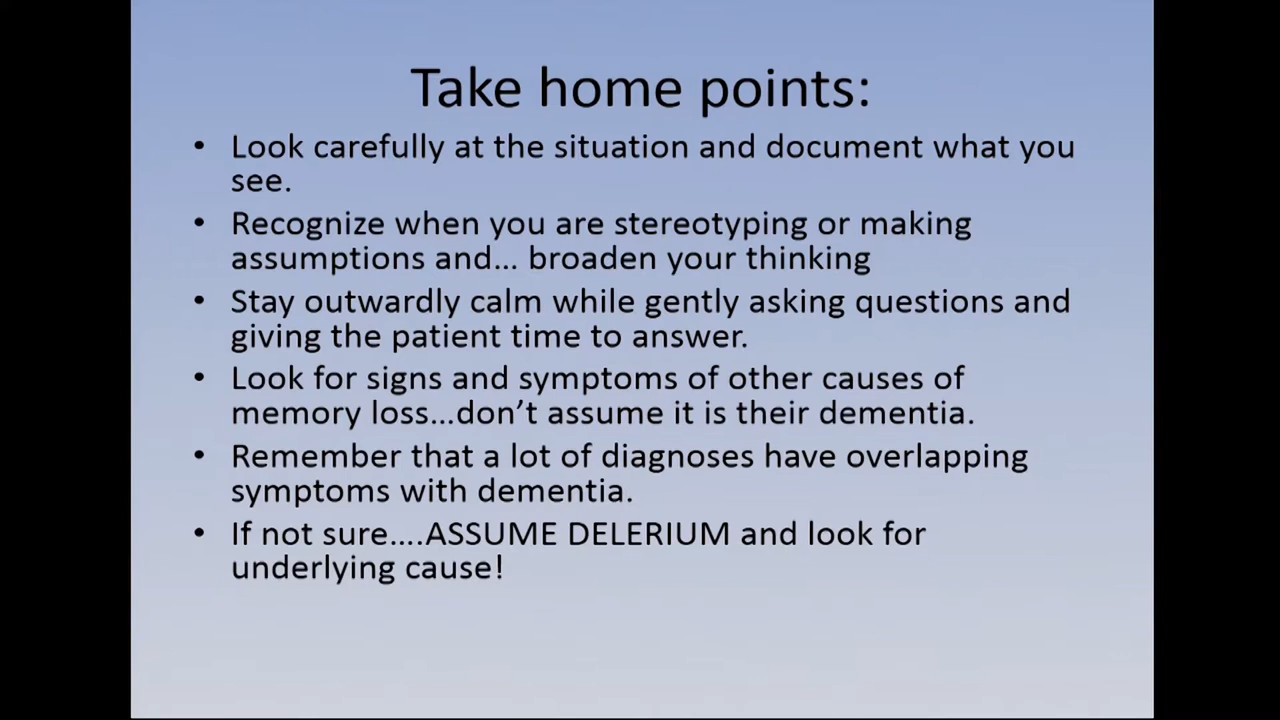 Take home points:
• Look carefully at the situation and document what you
see.
• Recognize when you are stereotyping or making
assumptions and... broaden your thinking
• Stay outwardly calm while gently asking questions and
giving the patient time to answer.
• Look for signs and symptoms of other causes of
memory loss...don’t assume it is their dementia.
• Remember that a lot of diagnoses have overlapping
symptoms with dementia.
• If not sure....ASSUME DELERIUM and look for
underlying cause!